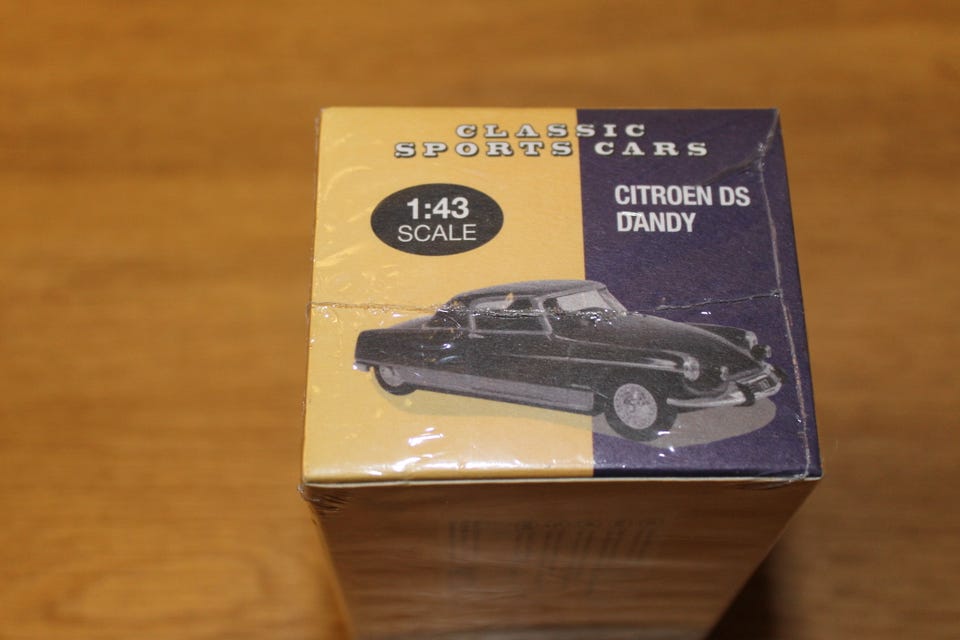 CLASSIC
SPORTS CARS
1:43
SCALE
CITROEN DS
DANDY